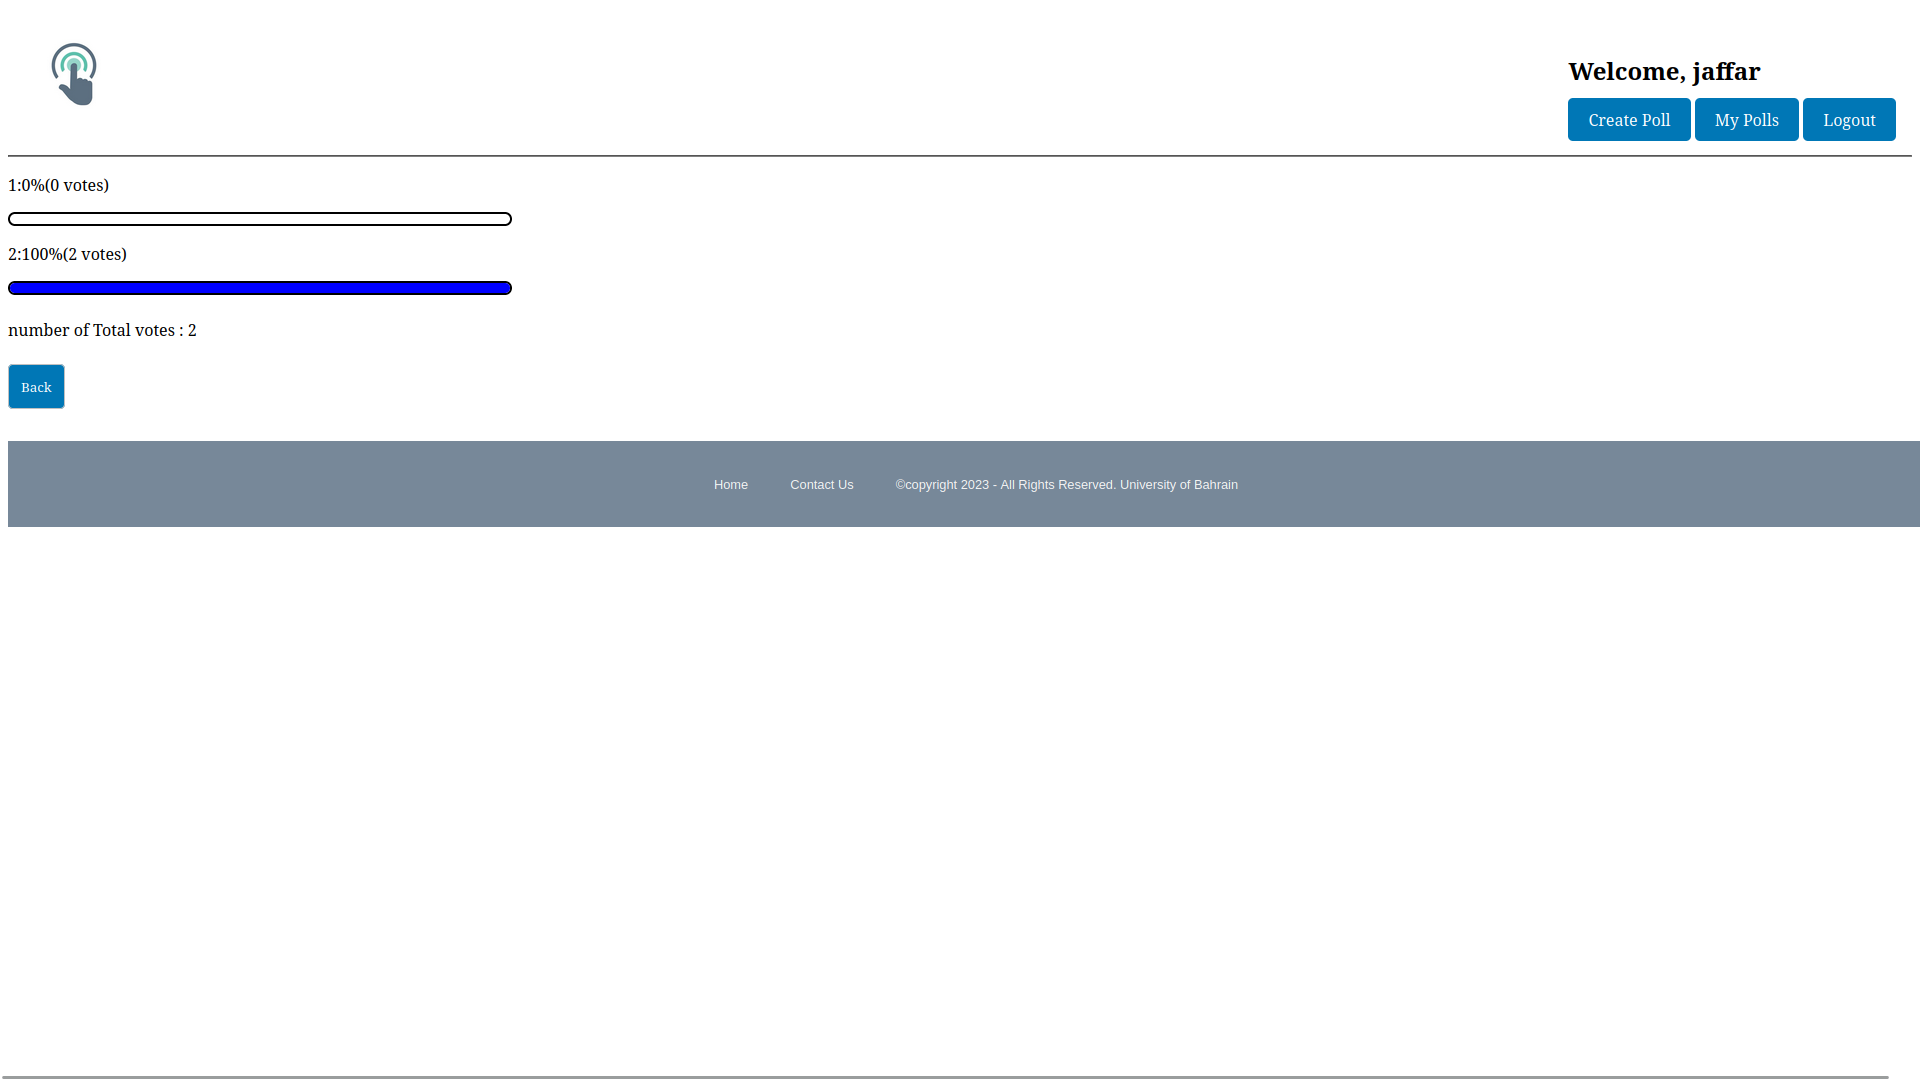 Welcome, jaffar
Create Poll My Polls Logout
1:0%(0 votes)
2:100%(2 votes)
number of Total votes : 2
Back
Home Contact Us ©copyright 2023 - All Rights Reserved. University of Bahrain